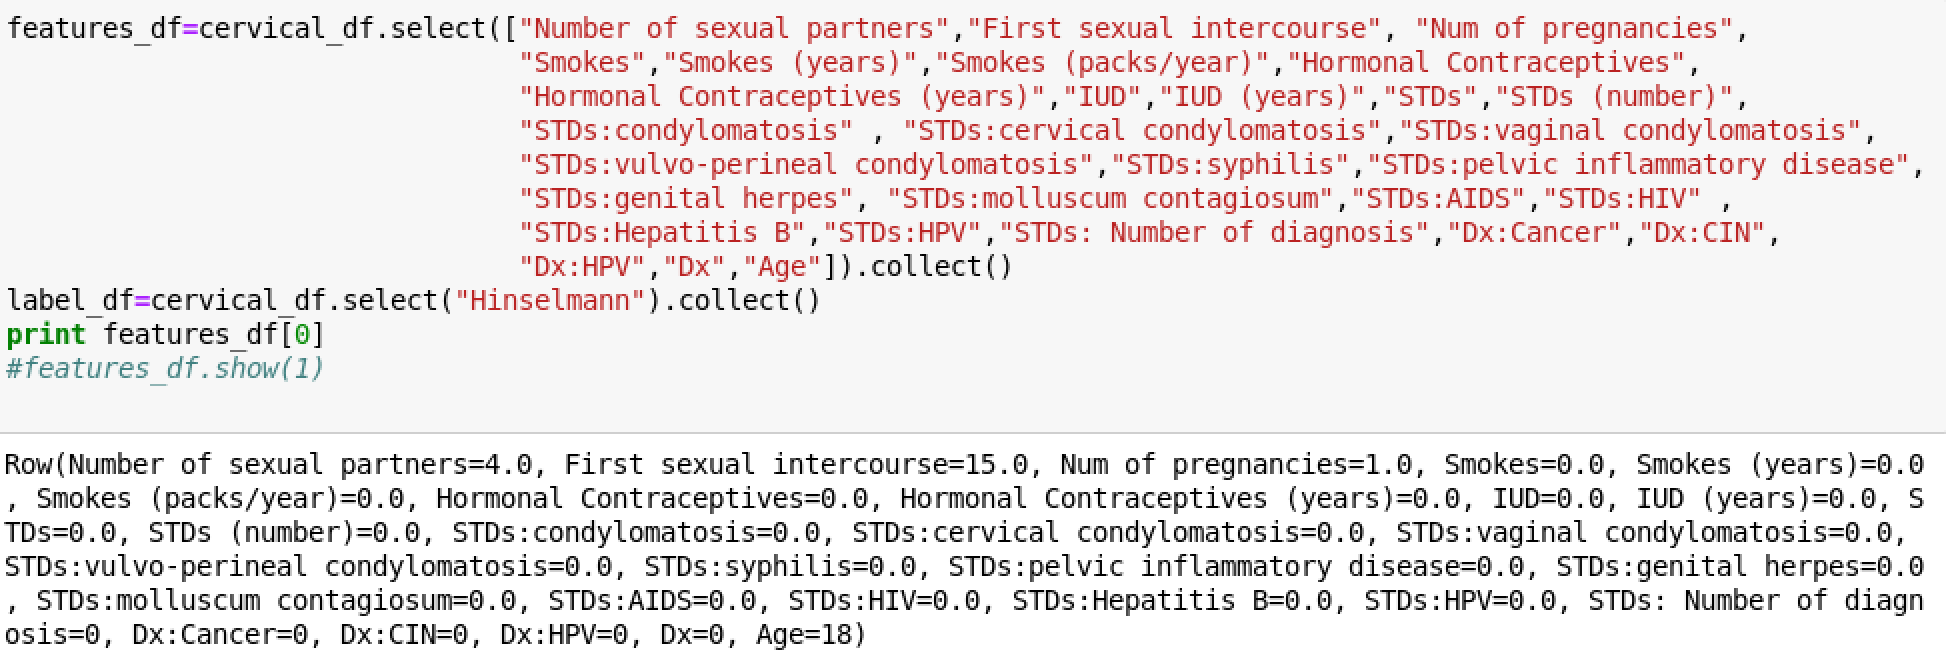 features_df=cervical_df.select(["Number of sexual partners","First sexual intercourse", "Num of pregnancies",
"Smokes","Smokes (years)","Smokes (packs/year)","Hormonal Contraceptives",
"Hormonal Contraceptives (years)","IUD","IUD (years)","STDs","STDs (number)",
"STDs:condylomatosis" , "STDs:cervical condylomatosis","STDs:vaginal condylomatosis",
"STDs:vulvo-perineal condylomatosis","STDs:syphilis","STDs:pelvic inflammatory disease",
"STDs:genital herpes", "STDs:molluscum contagiosum","STDs:AIDS","STDs:HIV" ,
"STDs:Hepatitis B","STDs:HPV","STDs: Number of diagnosis","Dx:Cancer","Dx:CIN",
"Dx:HPV","Dx","Age"]).collect()
label_df=cervical_df.select("Hinselmann").collect()
print features_df[0]
#features_df.show(1)
Row(Number of sexual partners=4.0, First sexual intercourse=15.0, Num of pregnancies=1.0, Smokes=0.0, Smokes (years)=0.0
, Smokes (packs/year)=0.0, Hormonal Contraceptives=0.0, Hormonal Contraceptives (years)=0.0, IUD=0.0, IUD (years)=0.0, S
TDs=0.0, STDs (number)=0.0, STDs:condylomatosis=0.0, STDs:cervical condylomatosis=0.0, STDs:vaginal condylomatosis=0.0,
STDs:vulvo-perineal condylomatosis=0.0, STDs:syphilis=0.0, STDs:pelvic inflammatory disease=0.0, STDs:genital herpes=0.0
, STDs:molluscum contagiosum=0.0, STDs:AIDS=0.0, STDs:HIV=0.0, STDs:Hepatitis B=0.0, STDs:HPV=0.0, STDs: Number of diagn
osis=0, Dx:Cancer=0, Dx:CIN=0, Dx:HPV=0, Dx=0, Age=18)